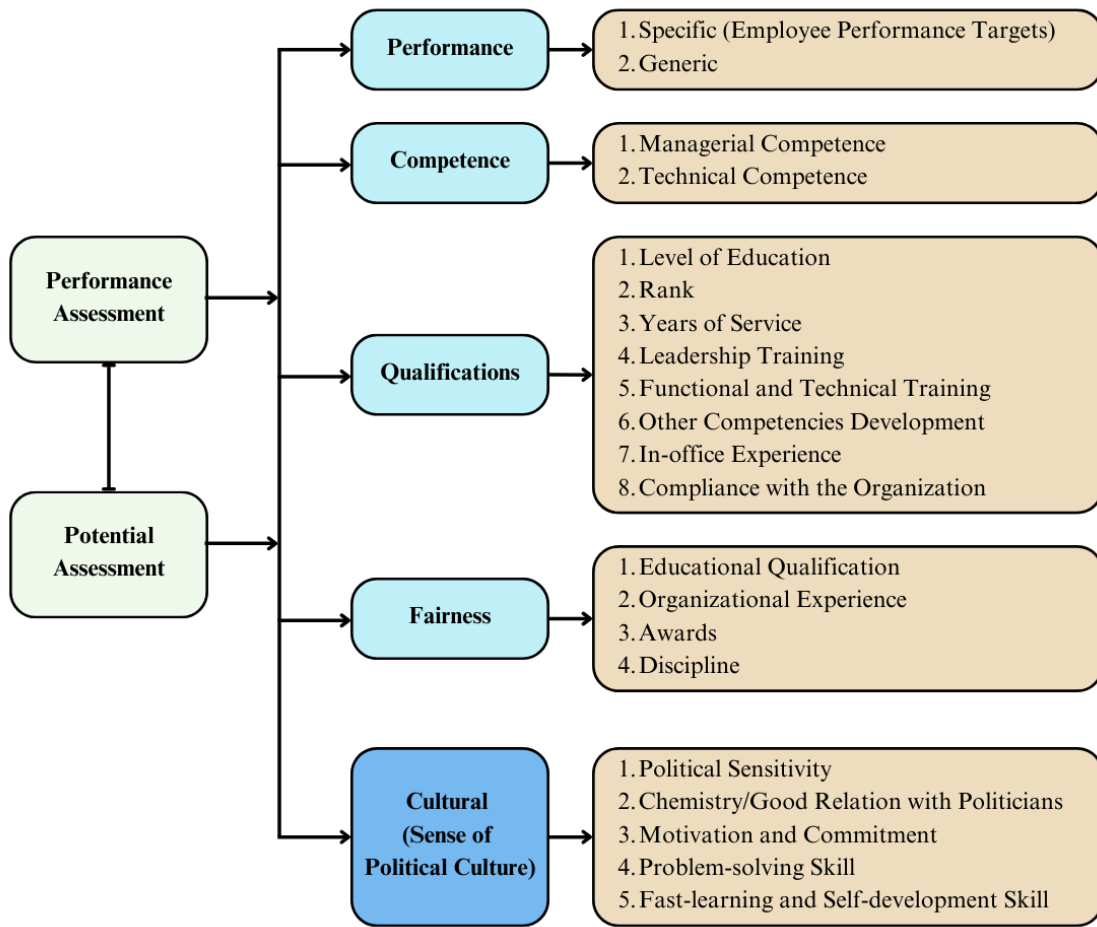 Performance
1. Specific (Employee Performance Targets)
2. Generic
Competence
1. Managerial Competence
2. Technical Competence
Performance
Assessment
Qualifications
1. Level of Education
2. Rank
3. Years of Service
4. Leadership Training
5. Functional and Technical Training
6. Other Competencies Development
7. In-office Experience
8. Compliance with the Organization
Potential
Assessment
Fairness
1. Educational Qualification
2. Organizational Experience
3. Awards
4. Discipline
Cultural
(Sense of
Political Culture)
1. Political Sensitivity
2. Chemistry/Good Relation with Politicians
3. Motivation and Commitment
4. Problem-solving Skill
5. Fast-learning and Self-development Skill